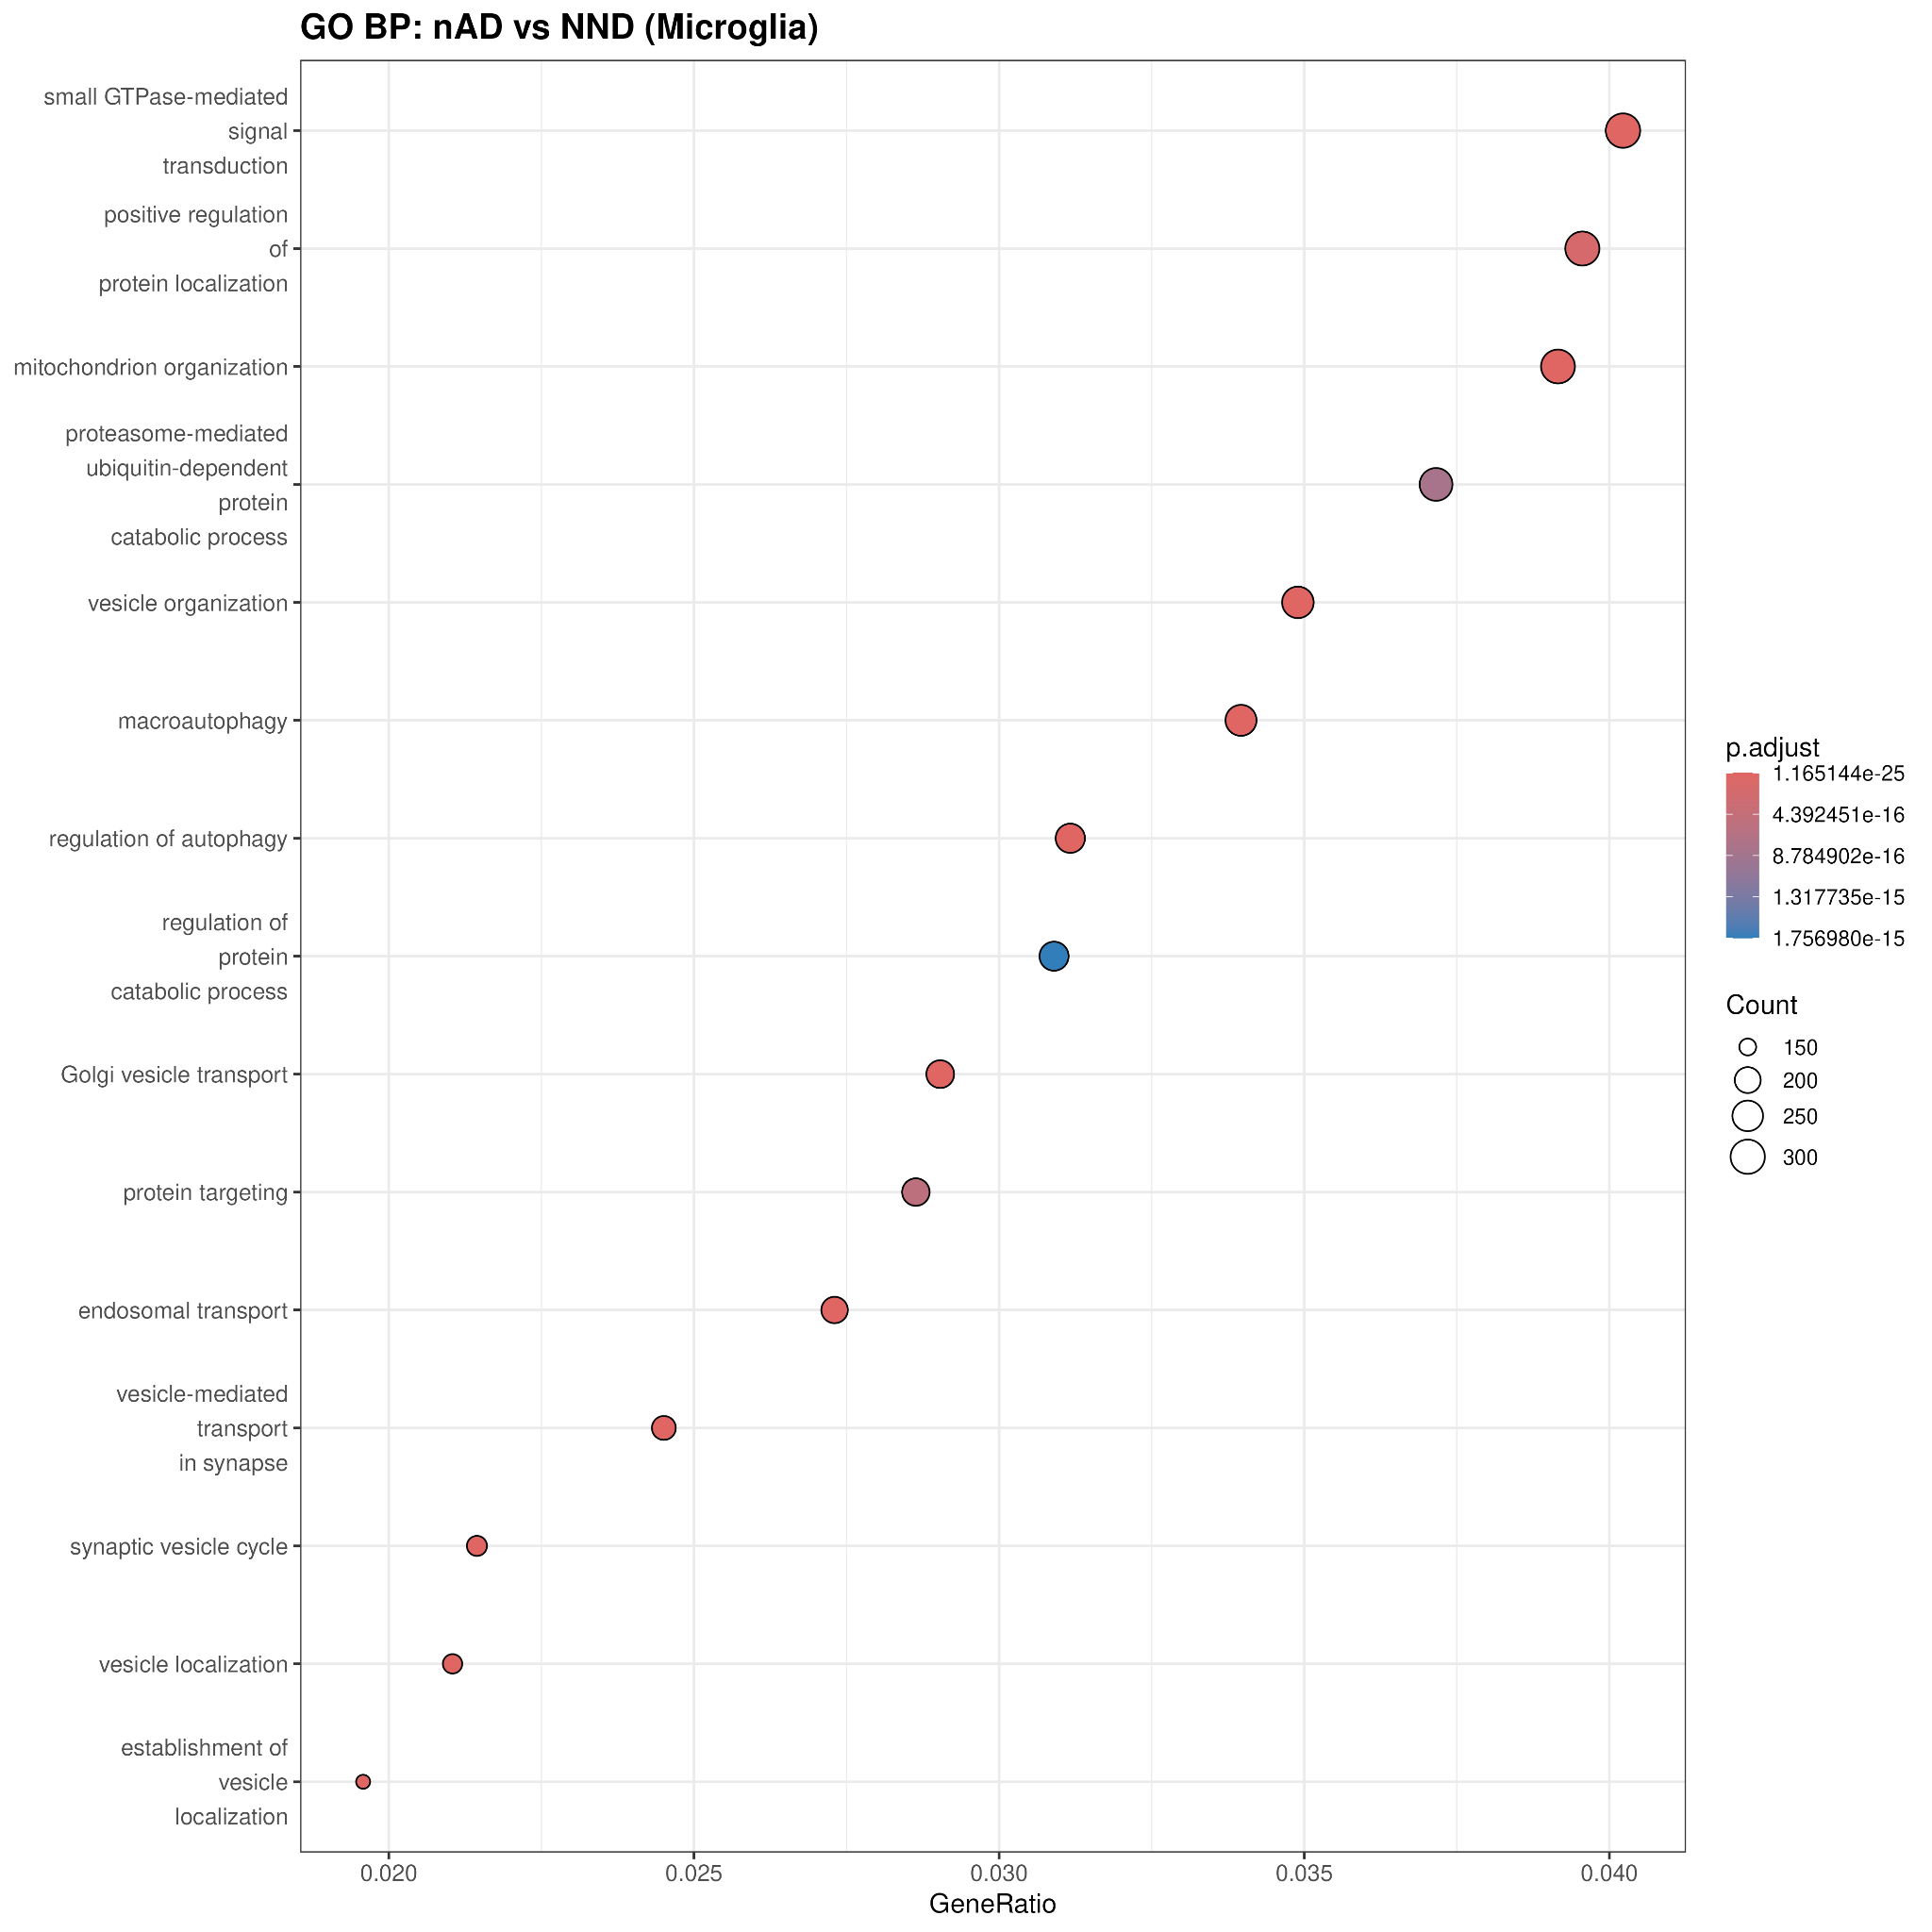 GO BP: nAD vs NND (Microglia)
small GTPase-mediated
signal
transduction
positive regulation
of
protein localization
mitochondrion organization
proteasome-mediated
ubiquitin-dependent
protein
catabolic process
vesicle organization
macroautophagy
regulation of autophagy
regulation of
protein
catabolic process
Golgi vesicle transport
protein targeting
endosomal transport
vesicle-mediated
transport
in synapse
synaptic vesicle cycle
vesicle localization
establishment of
vesicle
localization
0.020
0.025
0.030
0.035
0.040
GeneRatio
p.adjust
1.165144e-25
4.392451e-16
8.784902e-16
1.317735e-15
1.756980e-15
Count
150
200
250
300